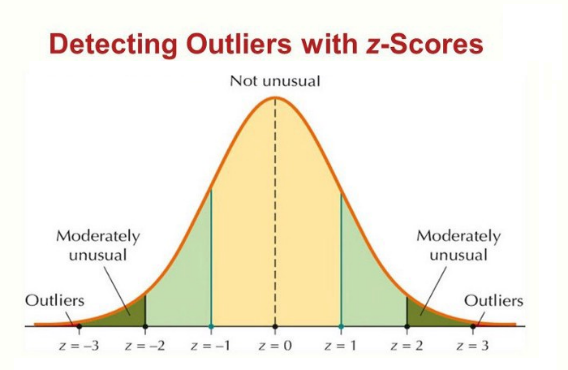 Detecting Outliers with z-Scores
Not unusual
Moderately
unusual
Moderately
unusual
Outliers
Outliers
z = –3
z = –2
z = –1
z = 0
z = 1
z = 2
z = 3